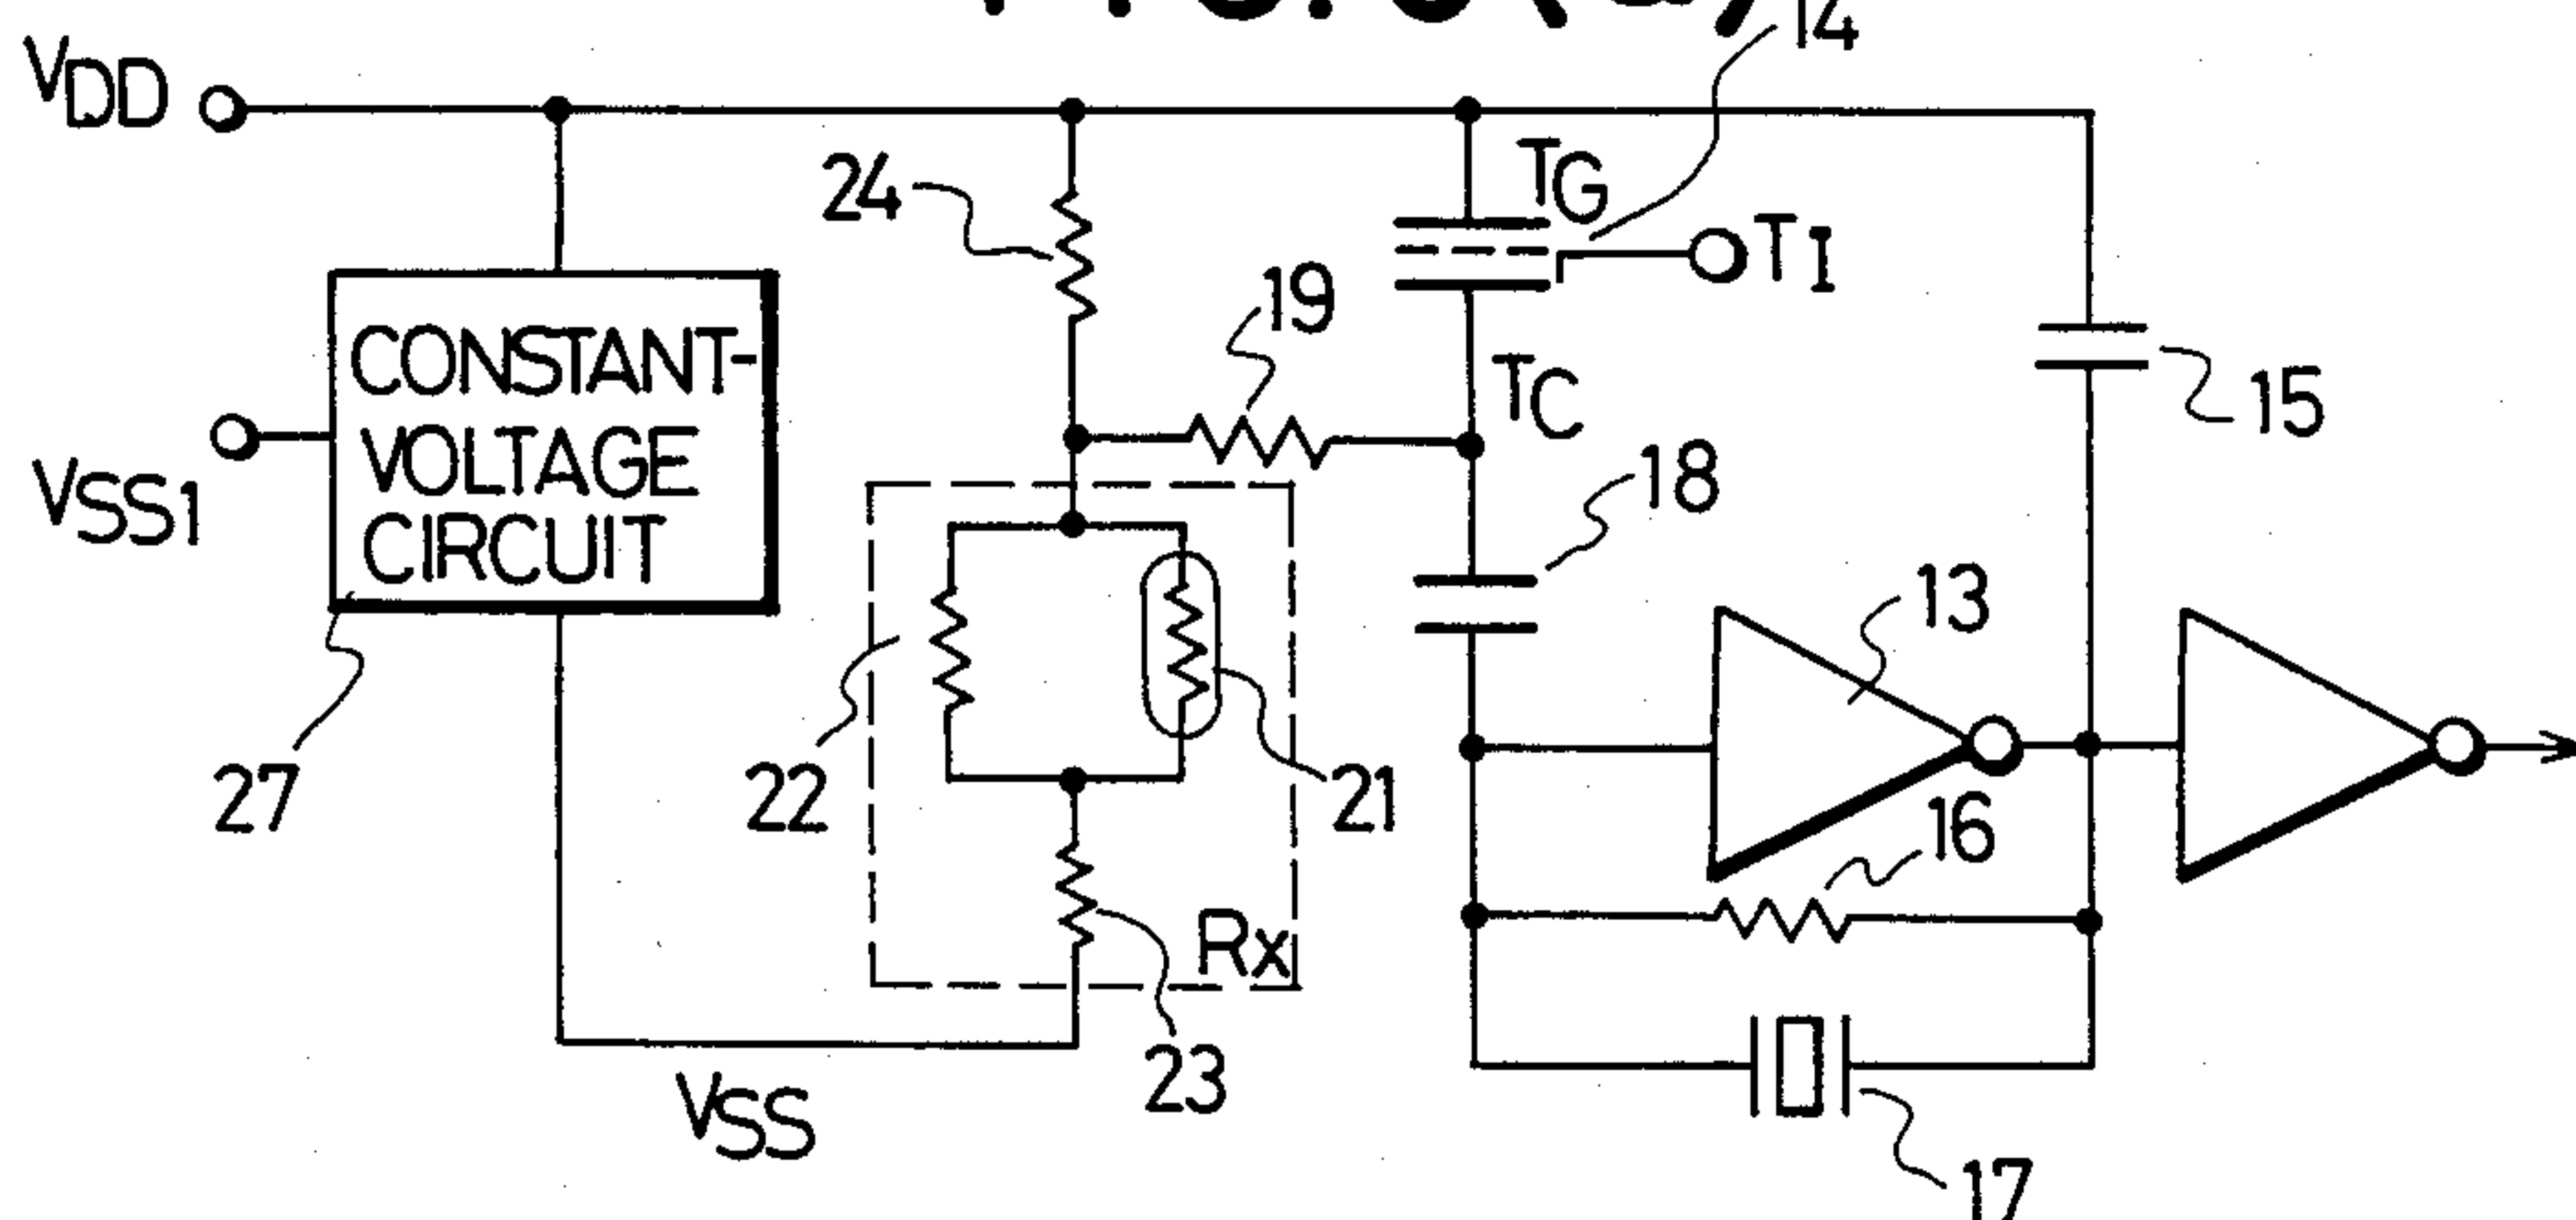 14
VDD
TG
24
TI
19
CONSTANT-
VOLTAGE
CIRCUIT
TC
15
VSS1
18
13
22
21
27
16
Rx
23
VSS
17